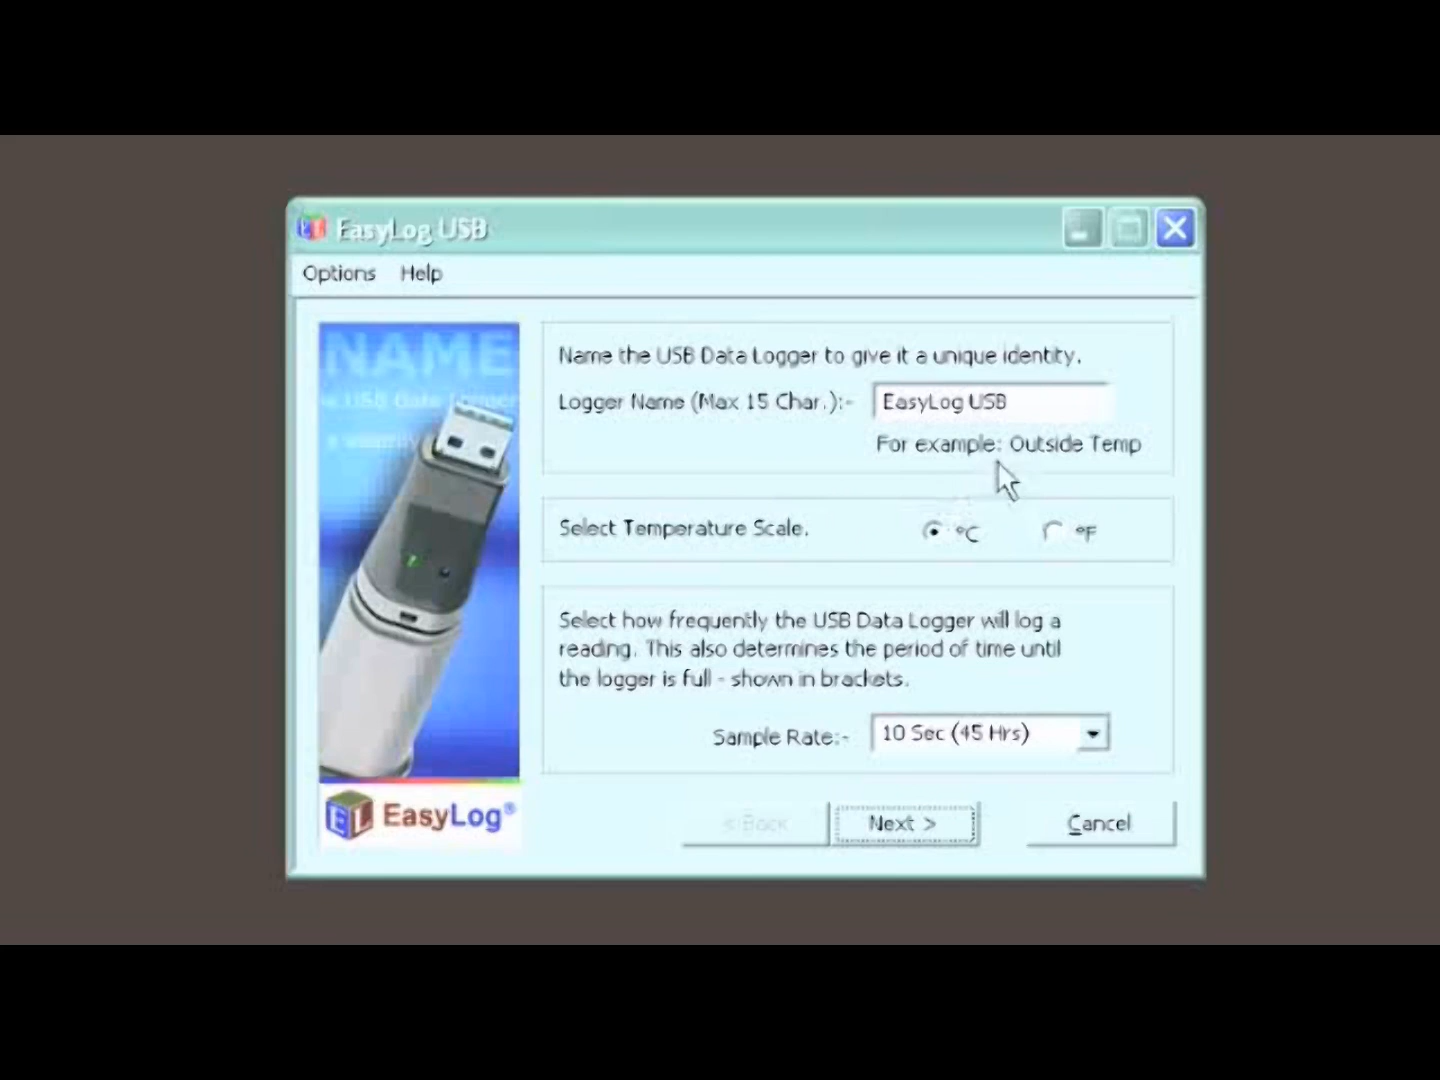 EasyLog USB
Options Help
NAME
Name the USB Data Logger to give it a unique identity.
Logger Name (Max 15 Char.):- EasyLog USB
For example: Outside Temp
Select Temperature Scale. °C °F
Select how frequently the USB Data Logger will log a
reading. This also determines the period of time until
the logger is full - shown in brackets.
Sample Rate:- 10 Sec (45 Hrs)
EL EasyLog®
< Back Next > Cancel